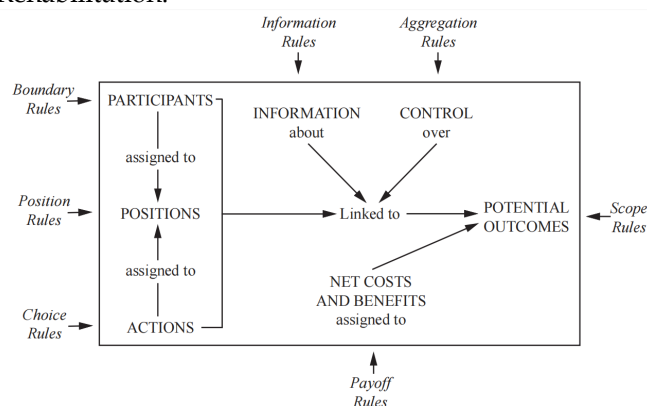 Rehabilitation.
Information
Rules
Aggregation
Rules
Boundary
Rules
PARTICIPANTS
INFORMATION
about
CONTROL
over
assigned to
Position
Rules
POSITIONS
Linked to
POTENTIAL
OUTCOMES
Scope
Rules
assigned to
NET COSTS
AND BENEFITS
assigned to
Choice
Rules
ACTIONS
Payoff
Rules